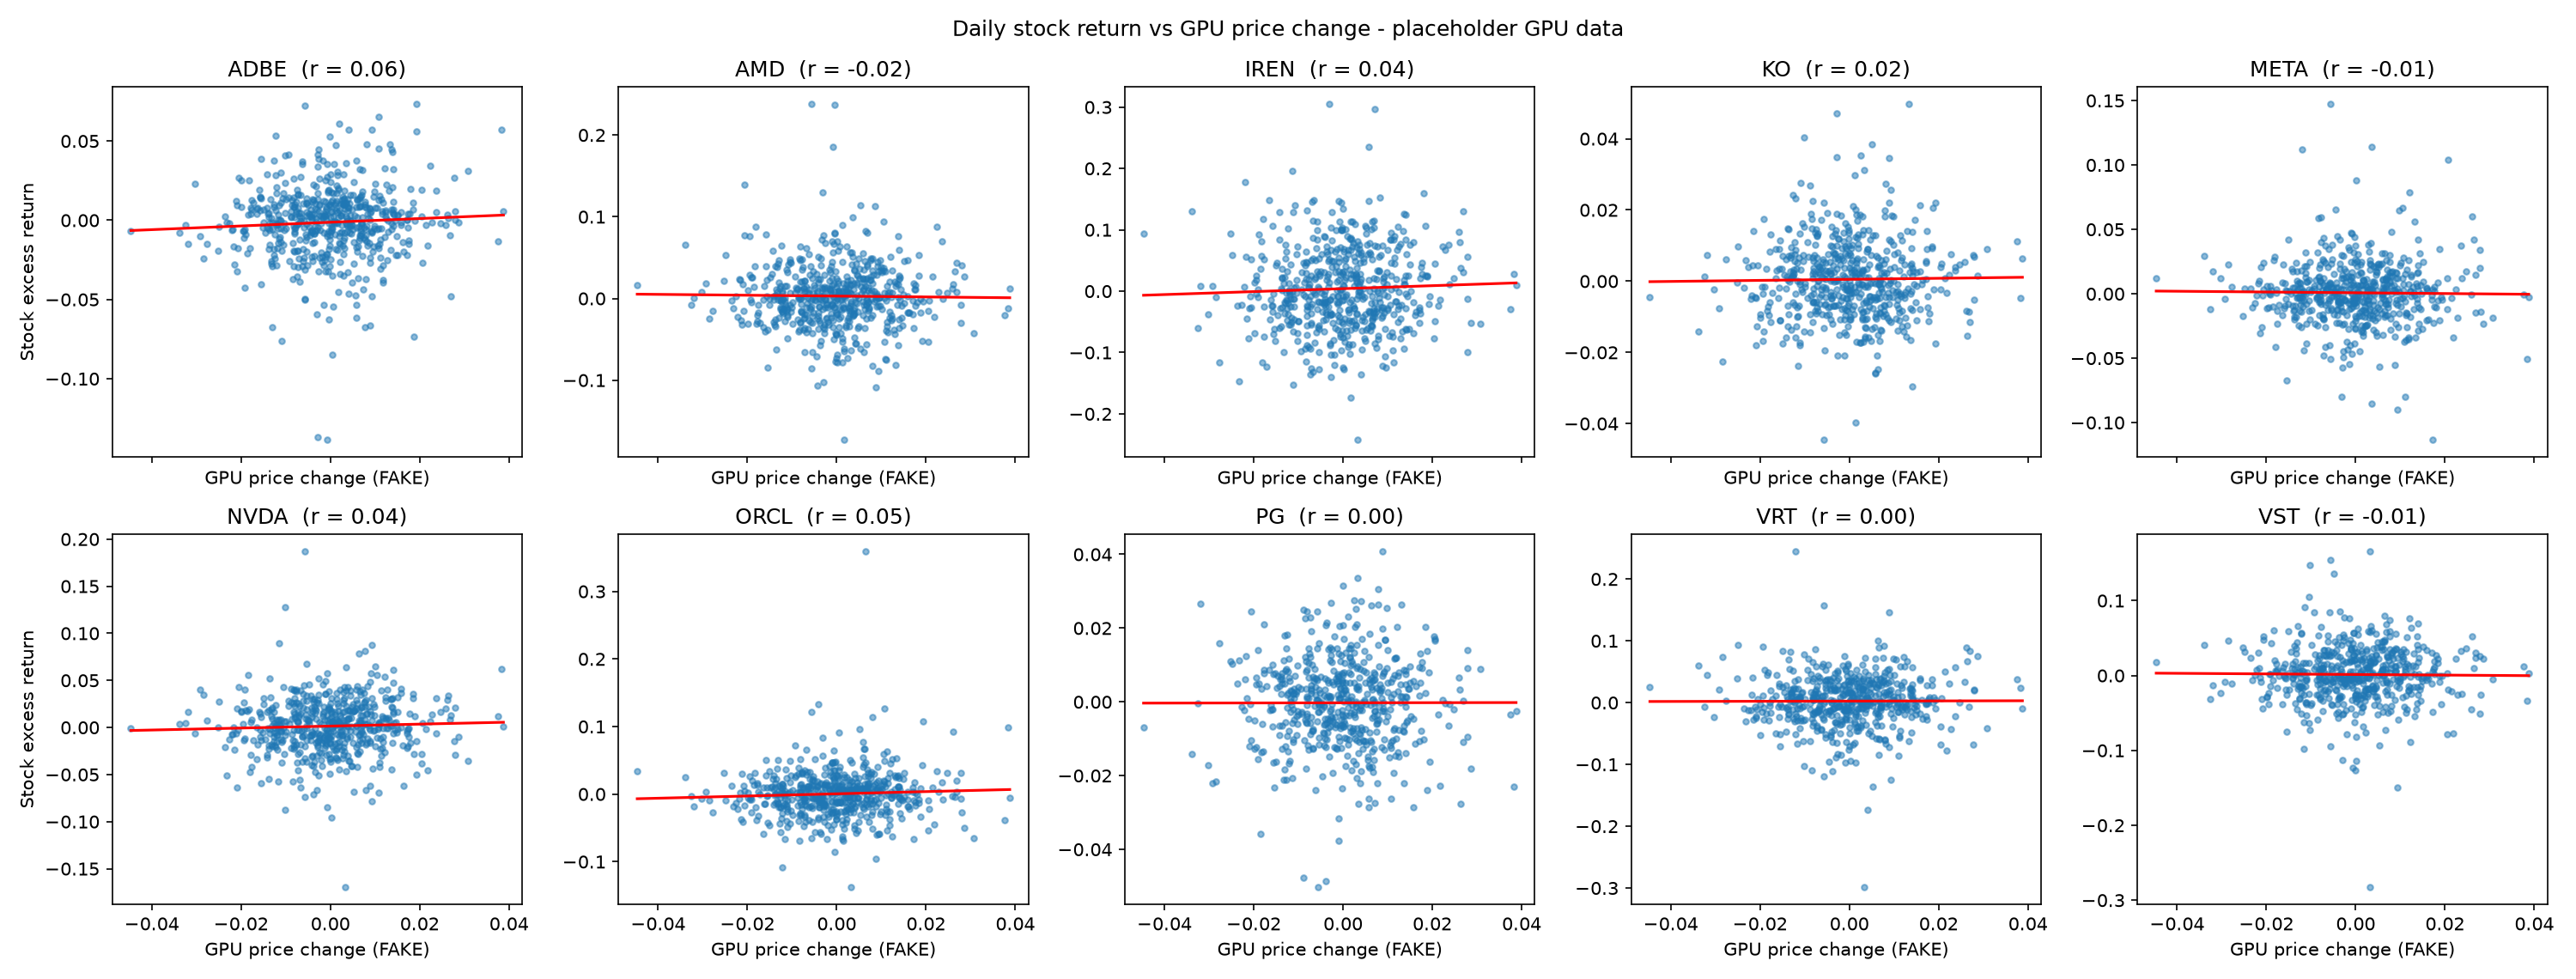 Daily stock return vs GPU price change - placeholder GPU data
ADBE (r = 0.06)
0.05
0.00
−0.05
−0.10
Stock excess return
GPU price change (FAKE)
AMD (r = -0.02)
0.2
0.1
0.0
−0.1
GPU price change (FAKE)
IREN (r = 0.04)
0.3
0.2
0.1
0.0
−0.1
−0.2
GPU price change (FAKE)
KO (r = 0.02)
0.04
0.02
0.00
−0.02
−0.04
GPU price change (FAKE)
META (r = -0.01)
0.15
0.10
0.05
0.00
−0.05
−0.10
GPU price change (FAKE)
NVDA (r = 0.04)
0.20
0.15
0.10
0.05
0.00
−0.05
−0.10
−0.15
Stock excess return
−0.04 −0.02 0.00 0.02 0.04
GPU price change (FAKE)
ORCL (r = 0.05)
0.3
0.2
0.1
0.0
−0.1
−0.04 −0.02 0.00 0.02 0.04
GPU price change (FAKE)
PG (r = 0.00)
0.04
0.02
0.00
−0.02
−0.04
−0.04 −0.02 0.00 0.02 0.04
GPU price change (FAKE)
VRT (r = 0.00)
0.2
0.1
0.0
−0.1
−0.2
−0.3
−0.04 −0.02 0.00 0.02 0.04
GPU price change (FAKE)
VST (r = -0.01)
0.1
0.0
−0.1
−0.2
−0.3
−0.04 −0.02 0.00 0.02 0.04
GPU price change (FAKE)